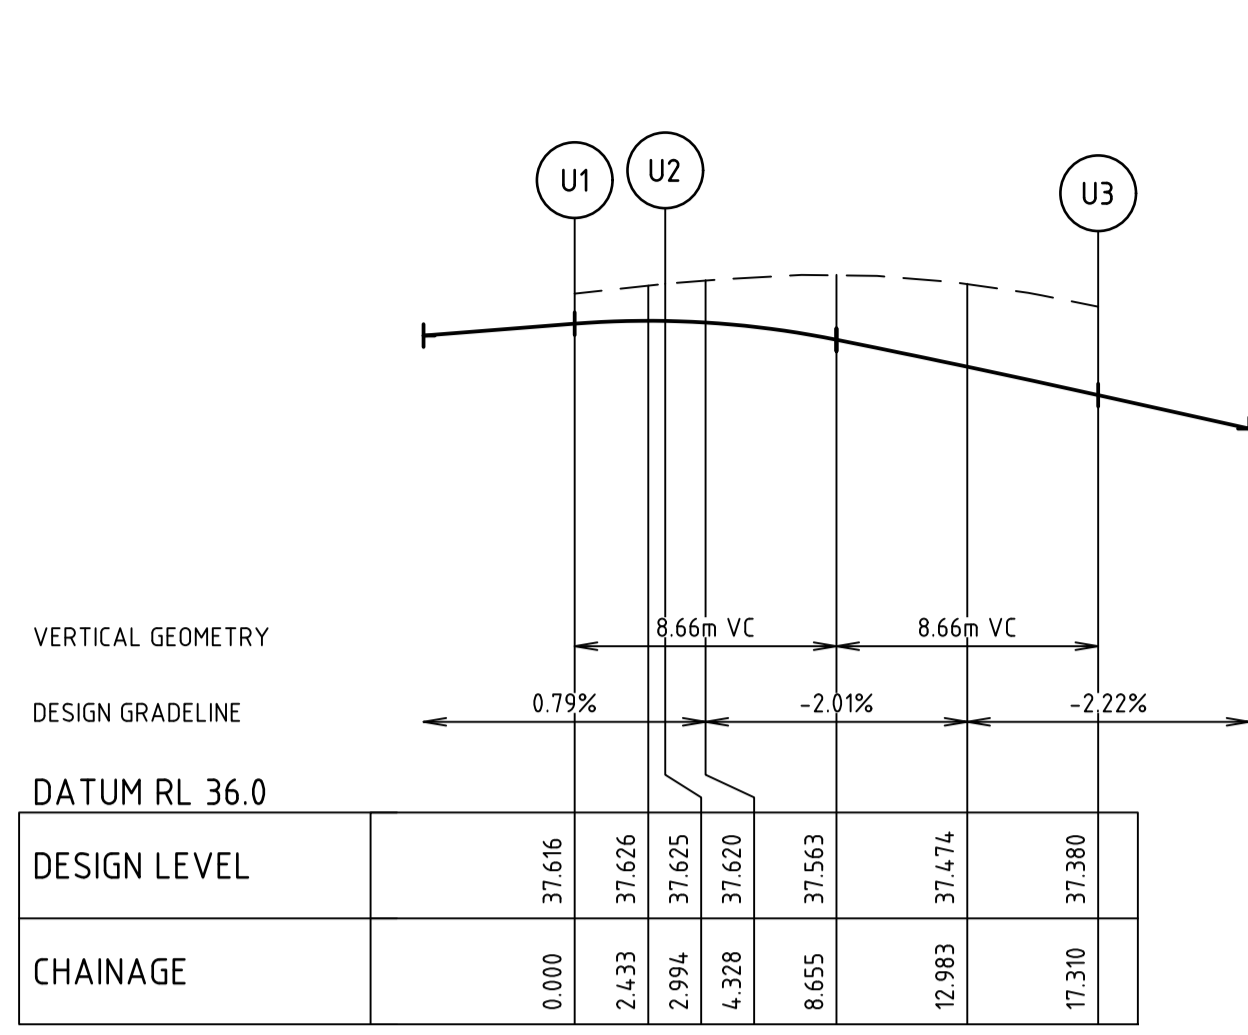 U1 U2 U3
VERTICAL GEOMETRY 8.66m VC 8.66m VC
DESIGN GRADELINE 0.79% -2.01% -2.22%
DATUM RL 36.0
DESIGN LEVEL 37.616 37.626 37.625 37.620 37.563 37.474 37.380
CHAINAGE 0.000 2.433 2.994 4.328 8.655 12.983 17.310